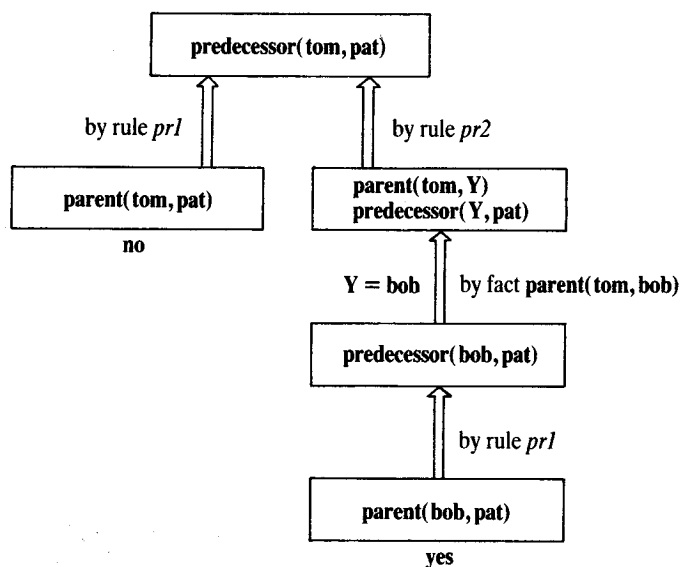 predecessor(tom, pat)
by rule pr1
by rule pr2
parent(tom, pat)
no
parent(tom, Y)
predecessor(Y, pat)
Y = bob
by fact parent(tom, bob)
predecessor(bob, pat)
by rule pr1
parent(bob, pat)
yes